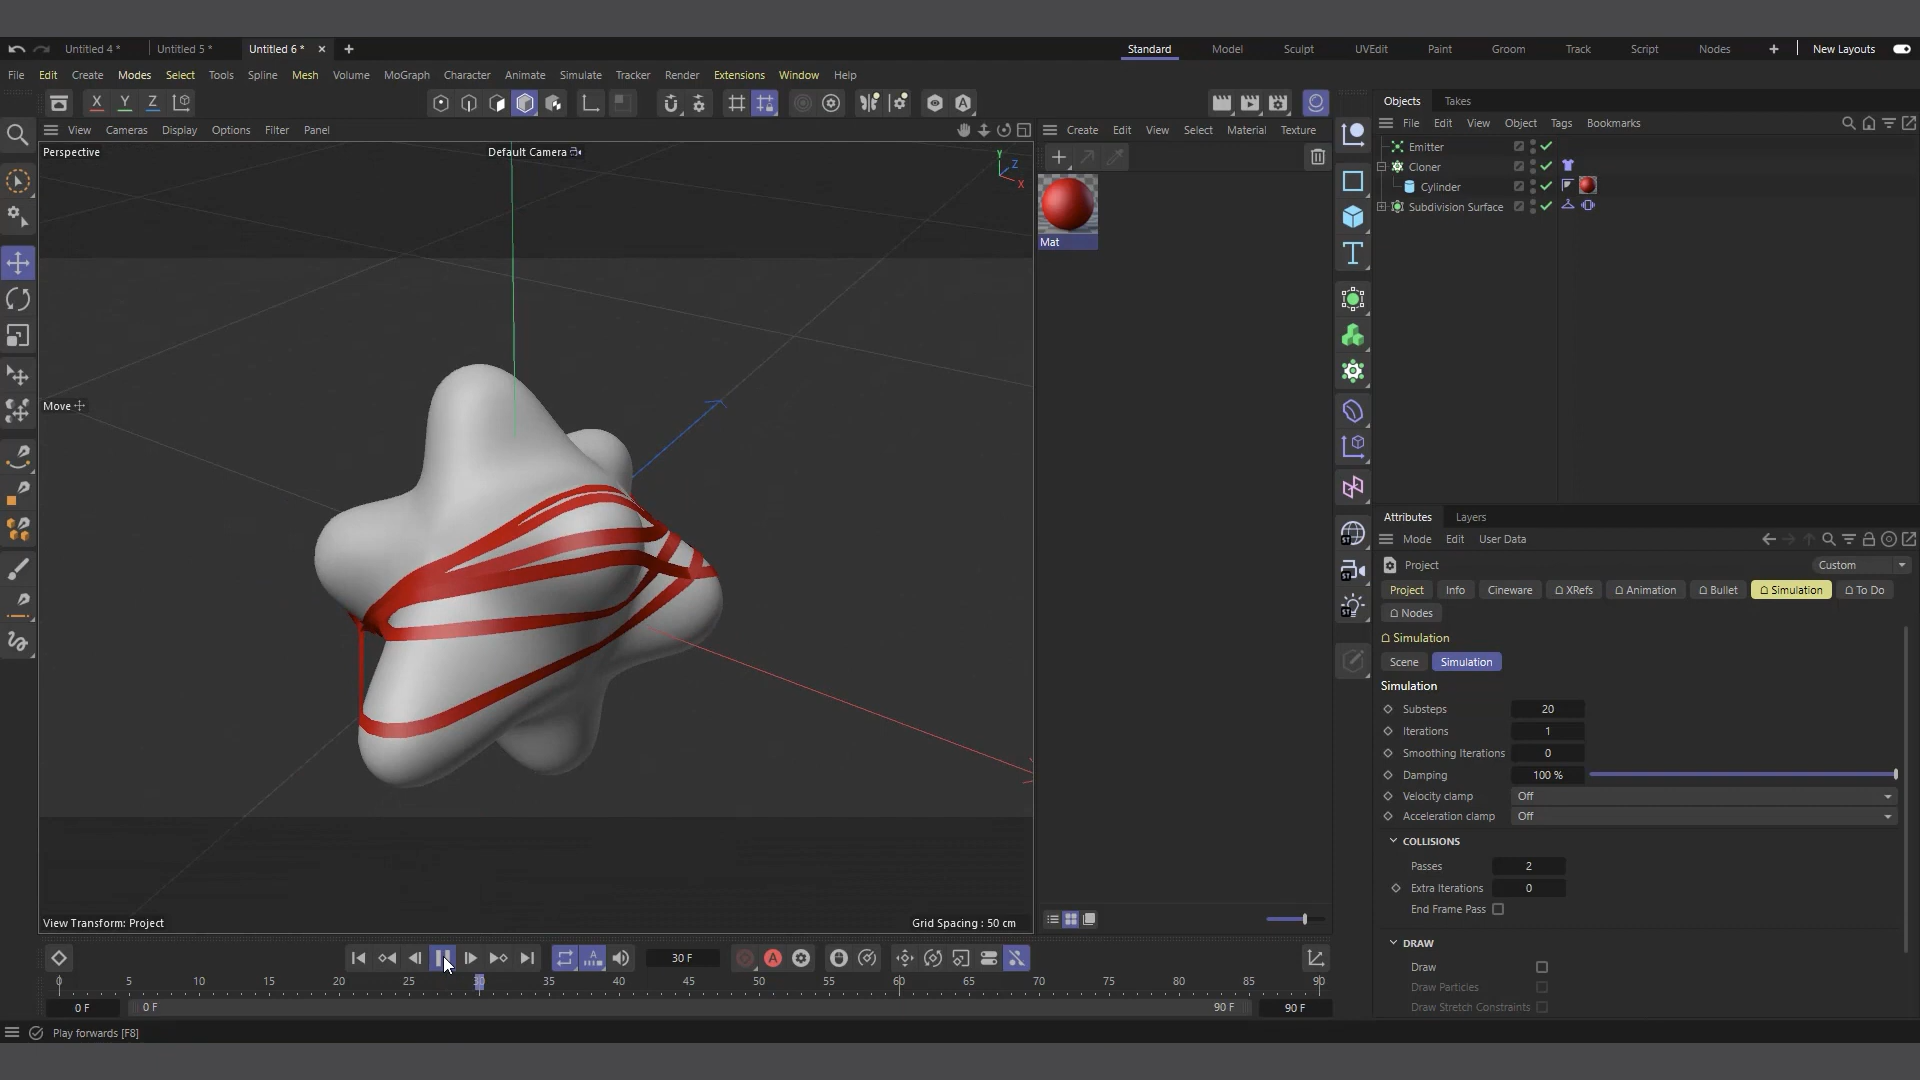 Untitled 4 *
Untitled 5 *
Untitled 6 *
Standard
Model
Sculpt
UVEdit
Paint
Groom
Track
Script
Nodes
New Layouts
File
Edit
Create
Modes
Select
Tools
Spline
Mesh
Volume
MoGraph
Character
Animate
Simulate
Tracker
Render
Extensions
Window
Help
X
Y
Z
Objects
Takes
View
Cameras
Display
Options
Filter
Panel
Create
Edit
View
Select
Material
Texture
File
Edit
View
Object
Tags
Bookmarks
Perspective
Default Camera
Y
Z
X
Emitter
Cloner
Cylinder
Subdivision Surface
Mat
Move
Attributes
Layers
Mode
Edit
User Data
Project
Custom
Project
Info
Cineware
XRefs
Animation
Bullet
Simulation
To Do
Nodes
Simulation
Scene
Simulation
Simulation
Substeps
20
Iterations
1
Smoothing Iterations
0
Damping
100 %
Velocity clamp
Off
Acceleration clamp
Off
COLLISIONS
Passes
2
Extra Iterations
0
End Frame Pass
DRAW
Draw
Draw Particles
Draw Stretch Constraints
View Transform: Project
Grid Spacing : 50 cm
30 F
0
5
10
15
20
25
30
35
40
45
50
55
60
65
70
75
80
85
90
0 F
0 F
90 F
90 F
Play forwards [F8]